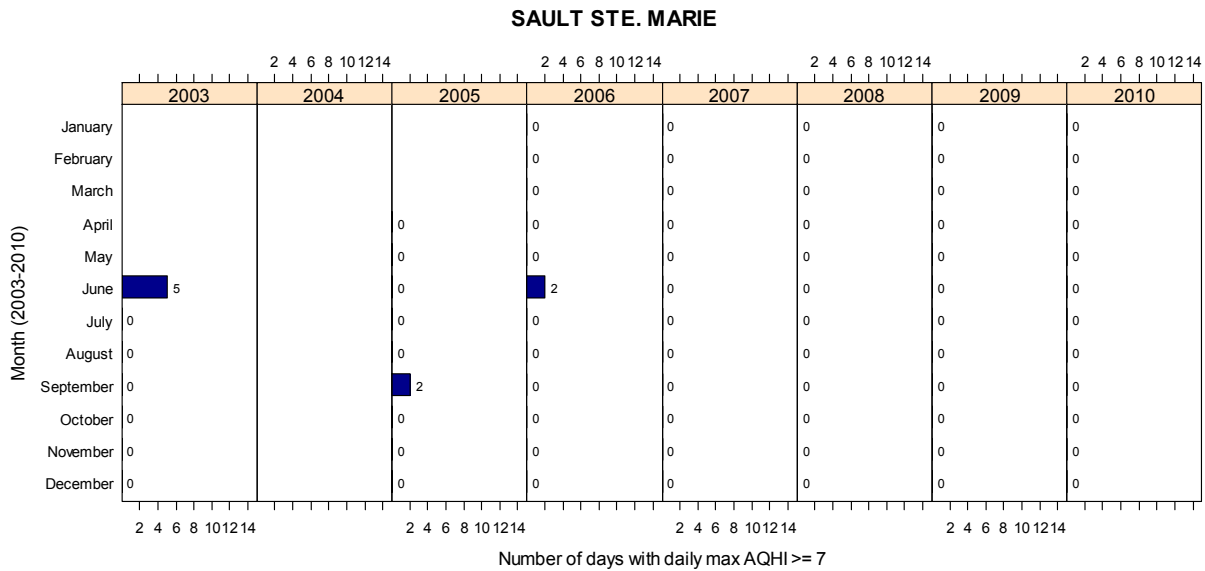 SAULT STE. MARIE
2 4 6 8 10 12 14 2 4 6 8 10 12 14 2 4 6 8 10 12 14 2 4 6 8 10 12 14
2003 2004 2005 2006 2007 2008 2009 2010
January 0 0 0 0 0
February 0 0 0 0 0
March 0 0 0 0 0
April 0 0 0 0 0 0
May 0 0 0 0 0 0
June 5 0 2 0 0 0 0
July 0 0 0 0 0 0 0
August 0 0 0 0 0 0 0
September 0 2 0 0 0 0 0
October 0 0 0 0 0 0 0
November 0 0 0 0 0 0 0
December 0 0 0 0 0 0 0
2 4 6 8 10 12 14 2 4 6 8 10 12 14 2 4 6 8 10 12 14 2 4 6 8 10 12 14
Month (2003-2010)
Number of days with daily max AQHI >= 7